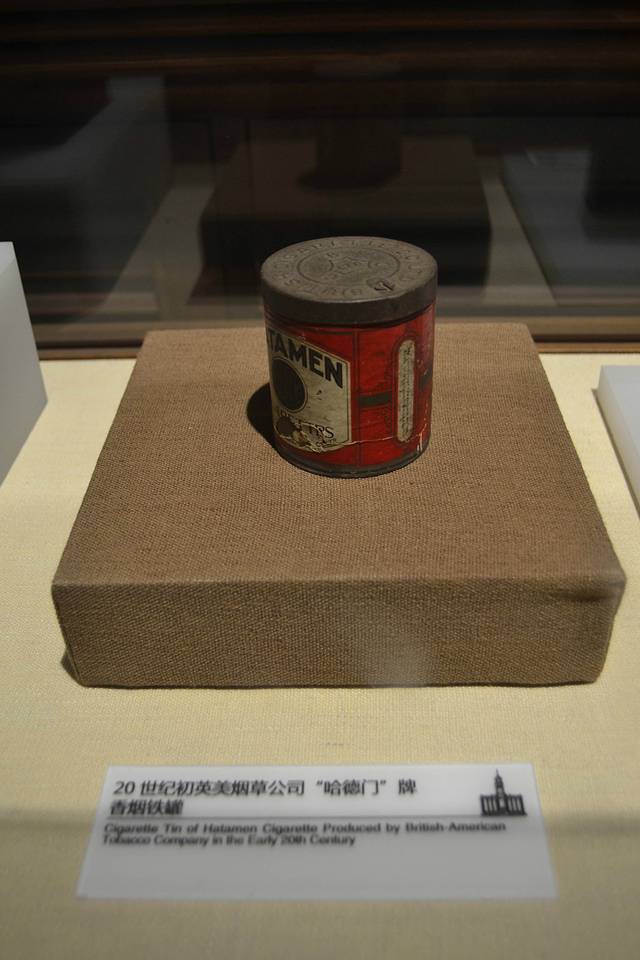 TAMEN
20 世纪初英美烟草公司“哈德门”牌
香烟铁罐
Cigarette Tin of Hatamen Cigarette Produced by British-American
Tobacco Company in the Early 20th Century